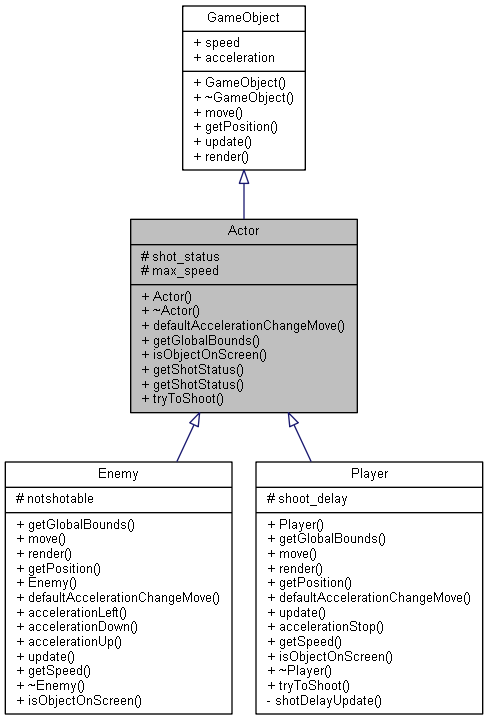 GameObject
+ speed
+ acceleration
+ GameObject()
+ ~GameObject()
+ move()
+ getPosition()
+ update()
+ render()
Actor
# shot_status
# max_speed
+ Actor()
+ ~Actor()
+ defaultAccelerationChangeMove()
+ getGlobalBounds()
+ isObjectOnScreen()
+ getShotStatus()
+ getShotStatus()
+ tryToShoot()
Enemy
# notshotable
+ getGlobalBounds()
+ move()
+ render()
+ getPosition()
+ Enemy()
+ defaultAccelerationChangeMove()
+ accelerationLeft()
+ accelerationDown()
+ accelerationUp()
+ update()
+ getSpeed()
+ ~Enemy()
+ isObjectOnScreen()
Player
# shoot_delay
+ Player()
+ getGlobalBounds()
+ move()
+ render()
+ getPosition()
+ defaultAccelerationChangeMove()
+ update()
+ accelerationStop()
+ getSpeed()
+ isObjectOnScreen()
+ ~Player()
+ tryToShoot()
- shotDelayUpdate()